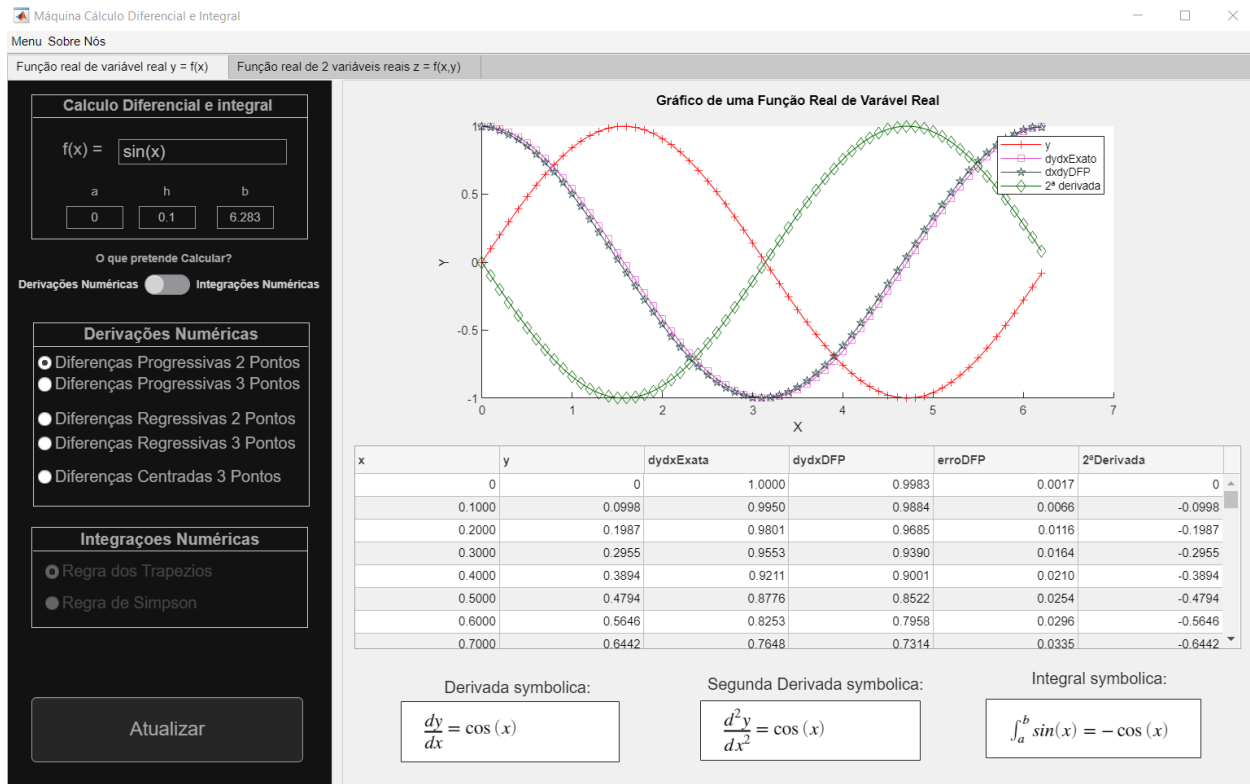 Máquina Cálculo Diferencial e Integral
Menu Sobre Nós
Função real de variável real y = f(x) Função real de 2 variáveis reais z = f(x,y)
Calculo Diferencial e integral
f(x) = sin(x)
a h b
0 0.1 6.283
O que pretende Calcular?
Derivações Numéricas Integrações Numéricas
Derivações Numéricas
Diferenças Progressivas 2 Pontos
Diferenças Progressivas 3 Pontos
Diferenças Regressivas 2 Pontos
Diferenças Regressivas 3 Pontos
Diferenças Centradas 3 Pontos
Integraçoes Numéricas
Regra dos Trapezios
Regra de Simpson
Atualizar
Gráfico de uma Função Real de Varável Real
1
0.5
0
-0.5
-1
Y
0 1 2 3 4 5 6 7
X
y
dydxExato
dxdyDFP
2ª derivada
x y dydxExata dydxDFP erroDFP 2ªDerivada
0 0 1.0000 0.9983 0.0017 0
0.1000 0.0998 0.9950 0.9884 0.0066 -0.0998
0.2000 0.1987 0.9801 0.9685 0.0116 -0.1987
0.3000 0.2955 0.9553 0.9390 0.0164 -0.2955
0.4000 0.3894 0.9211 0.9001 0.0210 -0.3894
0.5000 0.4794 0.8776 0.8522 0.0254 -0.4794
0.6000 0.5646 0.8253 0.7958 0.0296 -0.5646
0.7000 0.6442 0.7648 0.7314 0.0335 -0.6442
Derivada symbolica:
dy/dx = cos (x)
Segunda Derivada symbolica:
d²y/dx² = cos (x)
Integral symbolica:
∫ₐᵇ sin(x) = − cos (x)